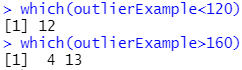 > which(outlierExample<120)
[1] 12
> which(outlierExample>160)
[1]  4 13